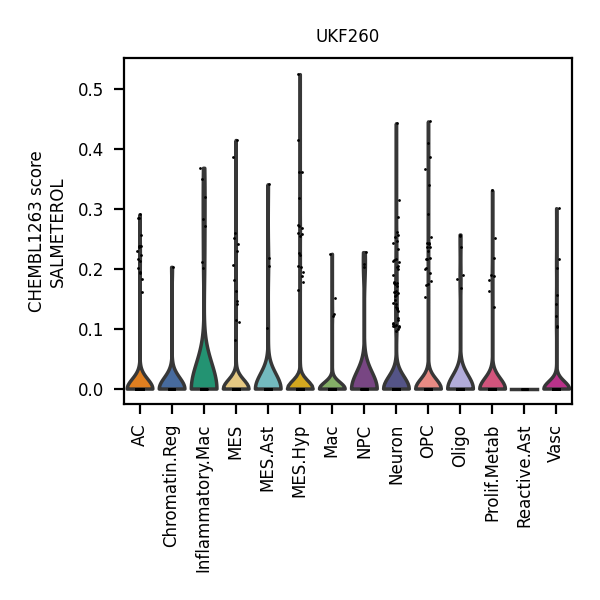 UKF260
CHEMBL1263 score
SALMETEROL
0.5
0.4
0.3
0.2
0.1
0.0
AC
Chromatin.Reg
Inflammatory.Mac
MES
MES.Ast
MES.Hyp
Mac
NPC
Neuron
OPC
Oligo
Prolif.Metab
Reactive.Ast
Vasc